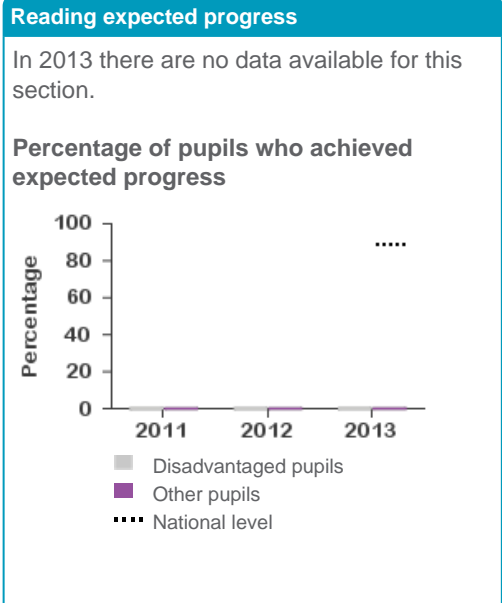 Reading expected progress
In 2013 there are no data available for this
section.
Percentage of pupils who achieved
expected progress
100
80
60
40
20
0
Percentage
2011 2012 2013
Disadvantaged pupils
Other pupils
National level